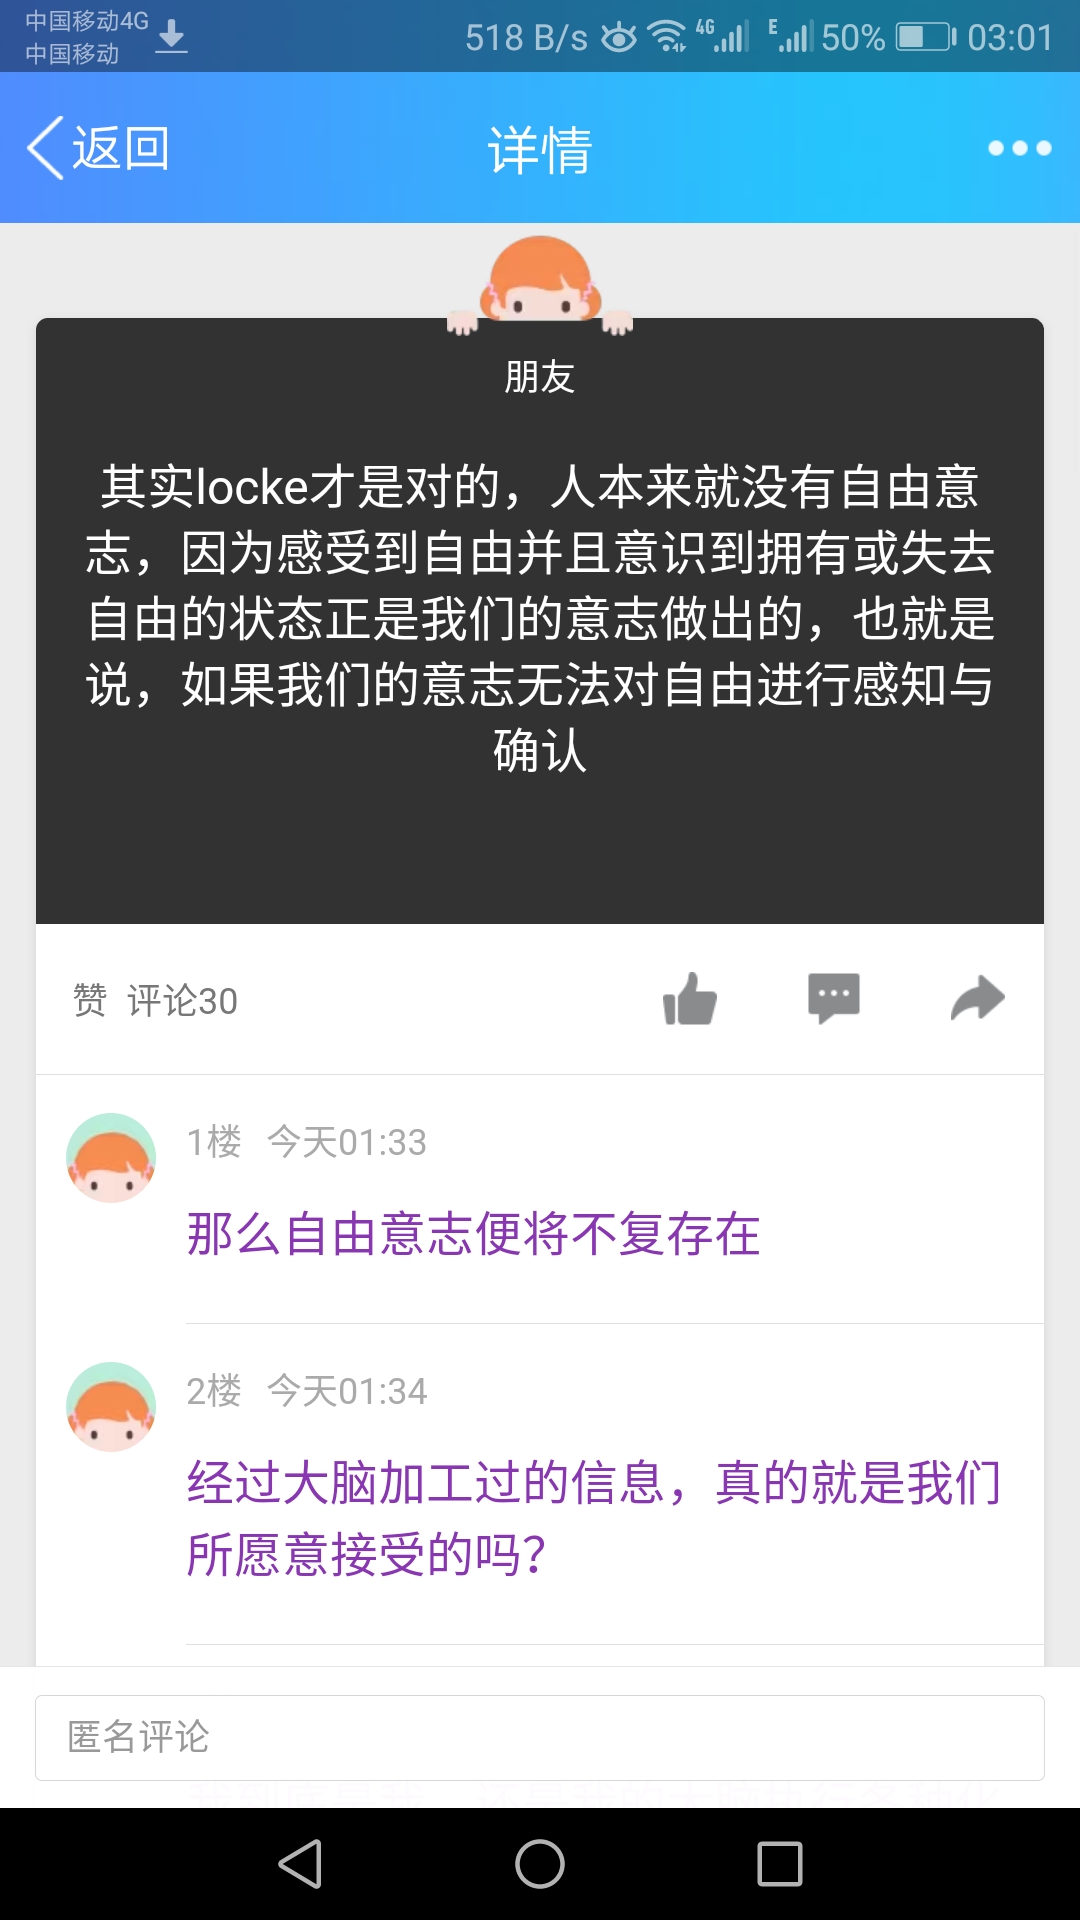 中国移动4G
中国移动
518 B/s 4G E 50% 03:01
返回 详情
朋友
其实locke才是对的，人本来就没有自由意
志，因为感受到自由并且意识到拥有或失去
自由的状态正是我们的意志做出的，也就是
说，如果我们的意志无法对自由进行感知与
确认
赞 评论30
1楼 今天01:33
那么自由意志便将不复存在
2楼 今天01:34
经过大脑加工过的信息，真的就是我们
所愿意接受的吗？
匿名评论